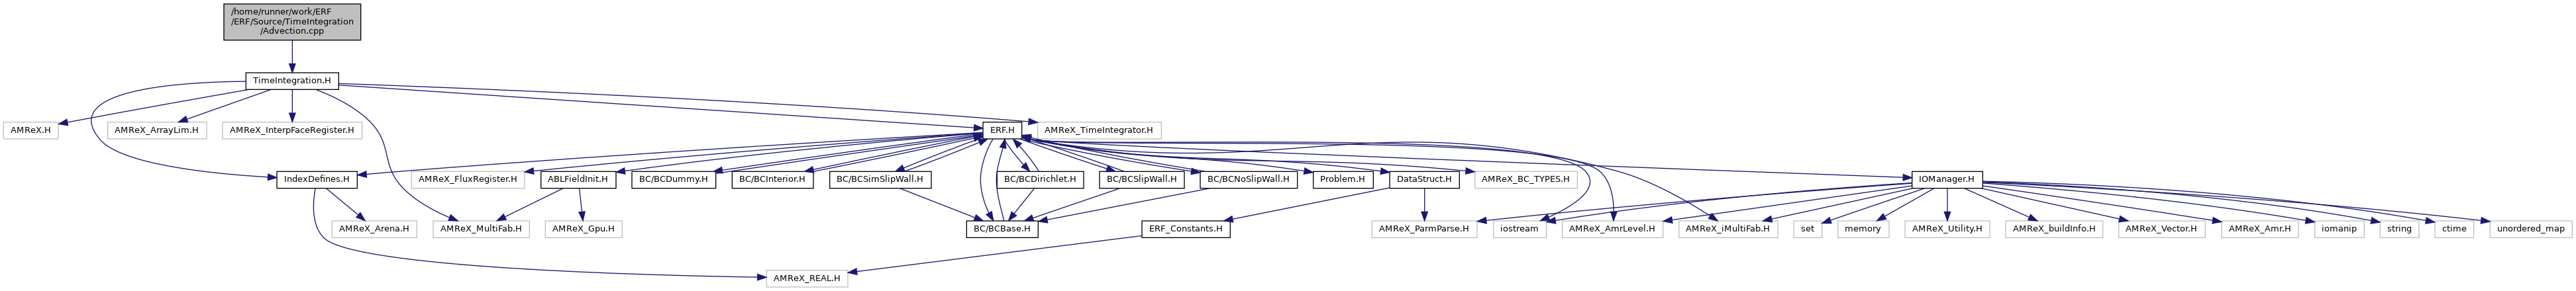 /home/runner/work/ERF
/ERF/Source/TimeIntegration
/Advection.cpp
TimeIntegration.H
AMReX.H
AMReX_ArrayLim.H
AMReX_InterpFaceRegister.H
ERF.H
AMReX_TimeIntegrator.H
IndexDefines.H
AMReX_FluxRegister.H
ABLFieldInit.H
BC/BCDummy.H
BC/BCInterior.H
BC/BCSimSlipWall.H
BC/BCDirichlet.H
BC/BCSlipWall.H
BC/BCNoSlipWall.H
Problem.H
DataStruct.H
AMReX_BC_TYPES.H
IOManager.H
AMReX_Arena.H
AMReX_MultiFab.H
AMReX_Gpu.H
BC/BCBase.H
ERF_Constants.H
AMReX_ParmParse.H
iostream
AMReX_AmrLevel.H
AMReX_iMultiFab.H
set
memory
AMReX_Utility.H
AMReX_buildInfo.H
AMReX_Vector.H
AMReX_Amr.H
iomanip
string
ctime
unordered_map
AMReX_REAL.H